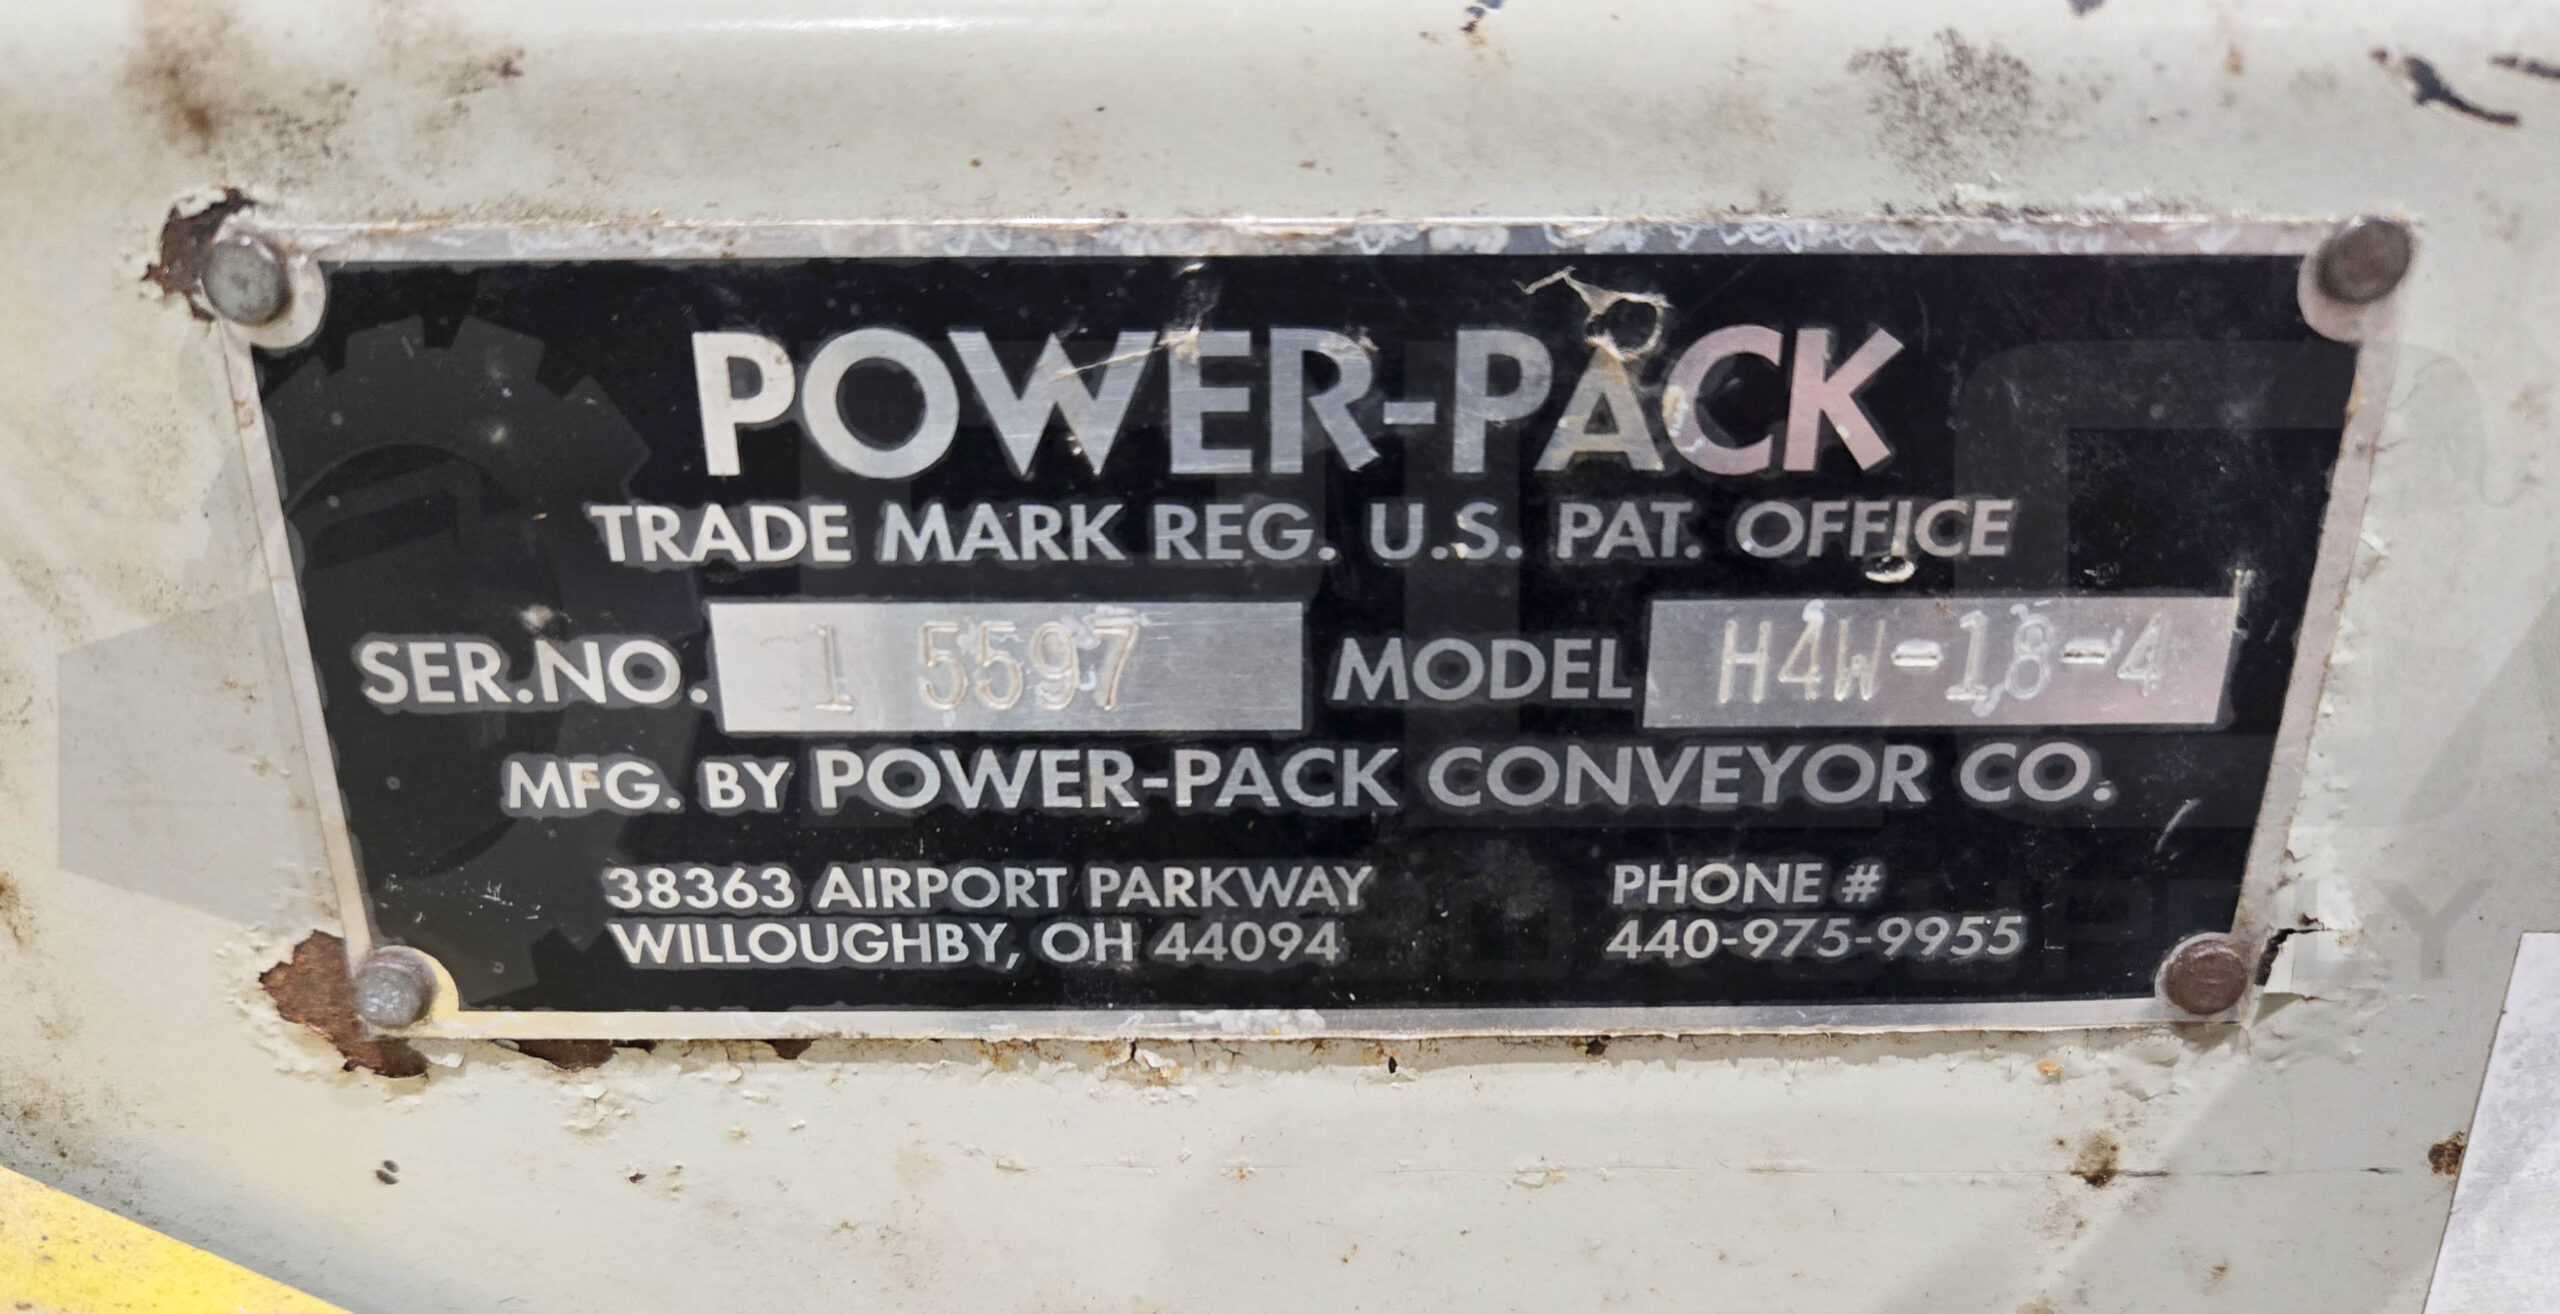 POWER-PACK
TRADE MARK REG. U.S. PAT. OFFICE
SER.NO. 1 5597 MODEL H4W-18-4
MFG. BY POWER-PACK CONVEYOR CO.
38363 AIRPORT PARKWAY PHONE #
WILLOUGHBY, OH 44094 440-975-9955